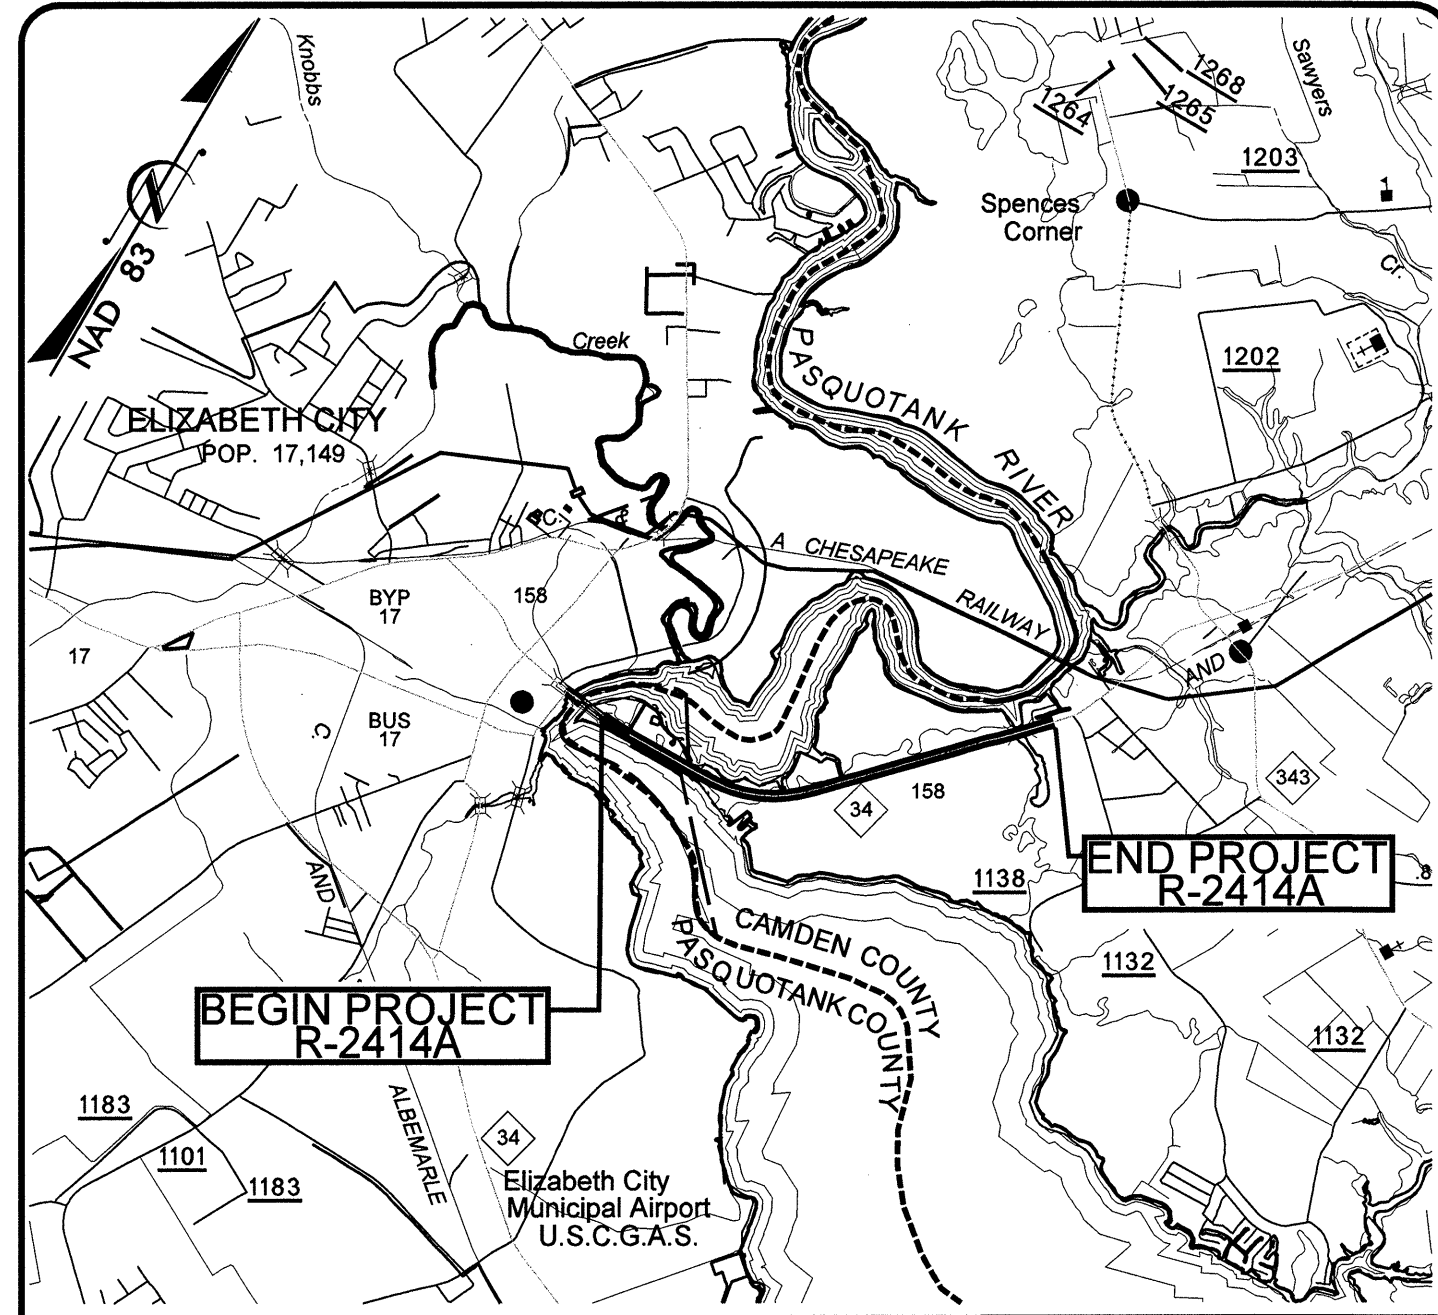 Knobbs
Sawyers
1268
1264
1265
1203
Spences
Corner
NAD 83
Cr.
Creek
1202
PASQUOTANK RIVER
ELIZABETH CITY
POP. 17,149
C.
A CHESAPEAKE
RAILWAY
BYP
17
158
17
AND
BUS
17
C.
343
158
34
END PROJECT
R-2414A
1138
AND
CAMDEN COUNTY
PASQUOTANK COUNTY
1132
BEGIN PROJECT
R-2414A
1132
1183
ALBEMARLE
34
1101
1183
Elizabeth City
Municipal Airport
U.S.C.G.A.S.